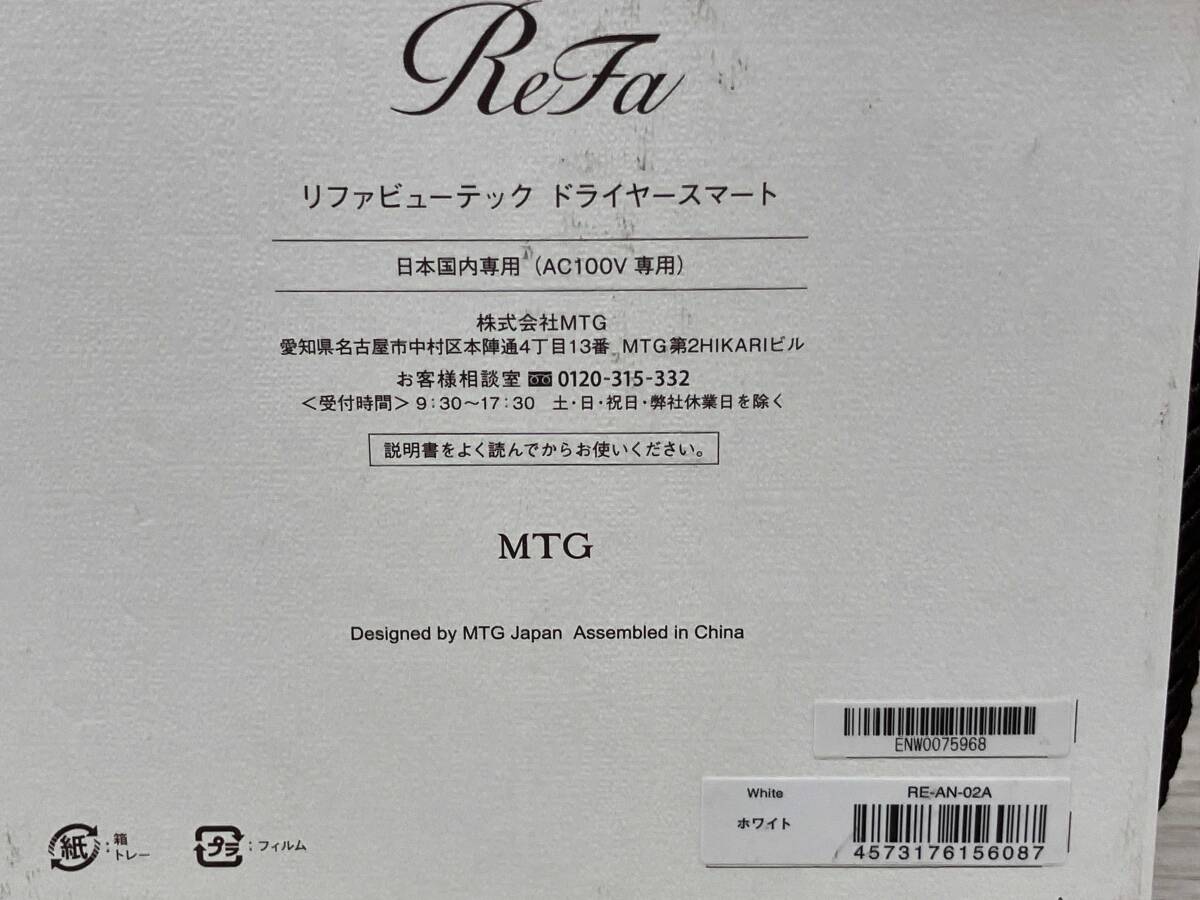 ReFa
リファビューテック ドライヤースマート
日本国内専用（AC100V 専用）
株式会社MTG
愛知県名古屋市中村区本陣通4丁目13番 MTG第2HIKARIビル
お客様相談室 0120-315-332
＜受付時間＞9:30～17:30 土・日・祝日・弊社休業日を除く
説明書をよく読んでからお使いください。
MTG
Designed by MTG Japan Assembled in China
ENW0075968
White RE-AN-02A
ホワイト
4573176156087
紙：箱
トレー
プラ：フィルム